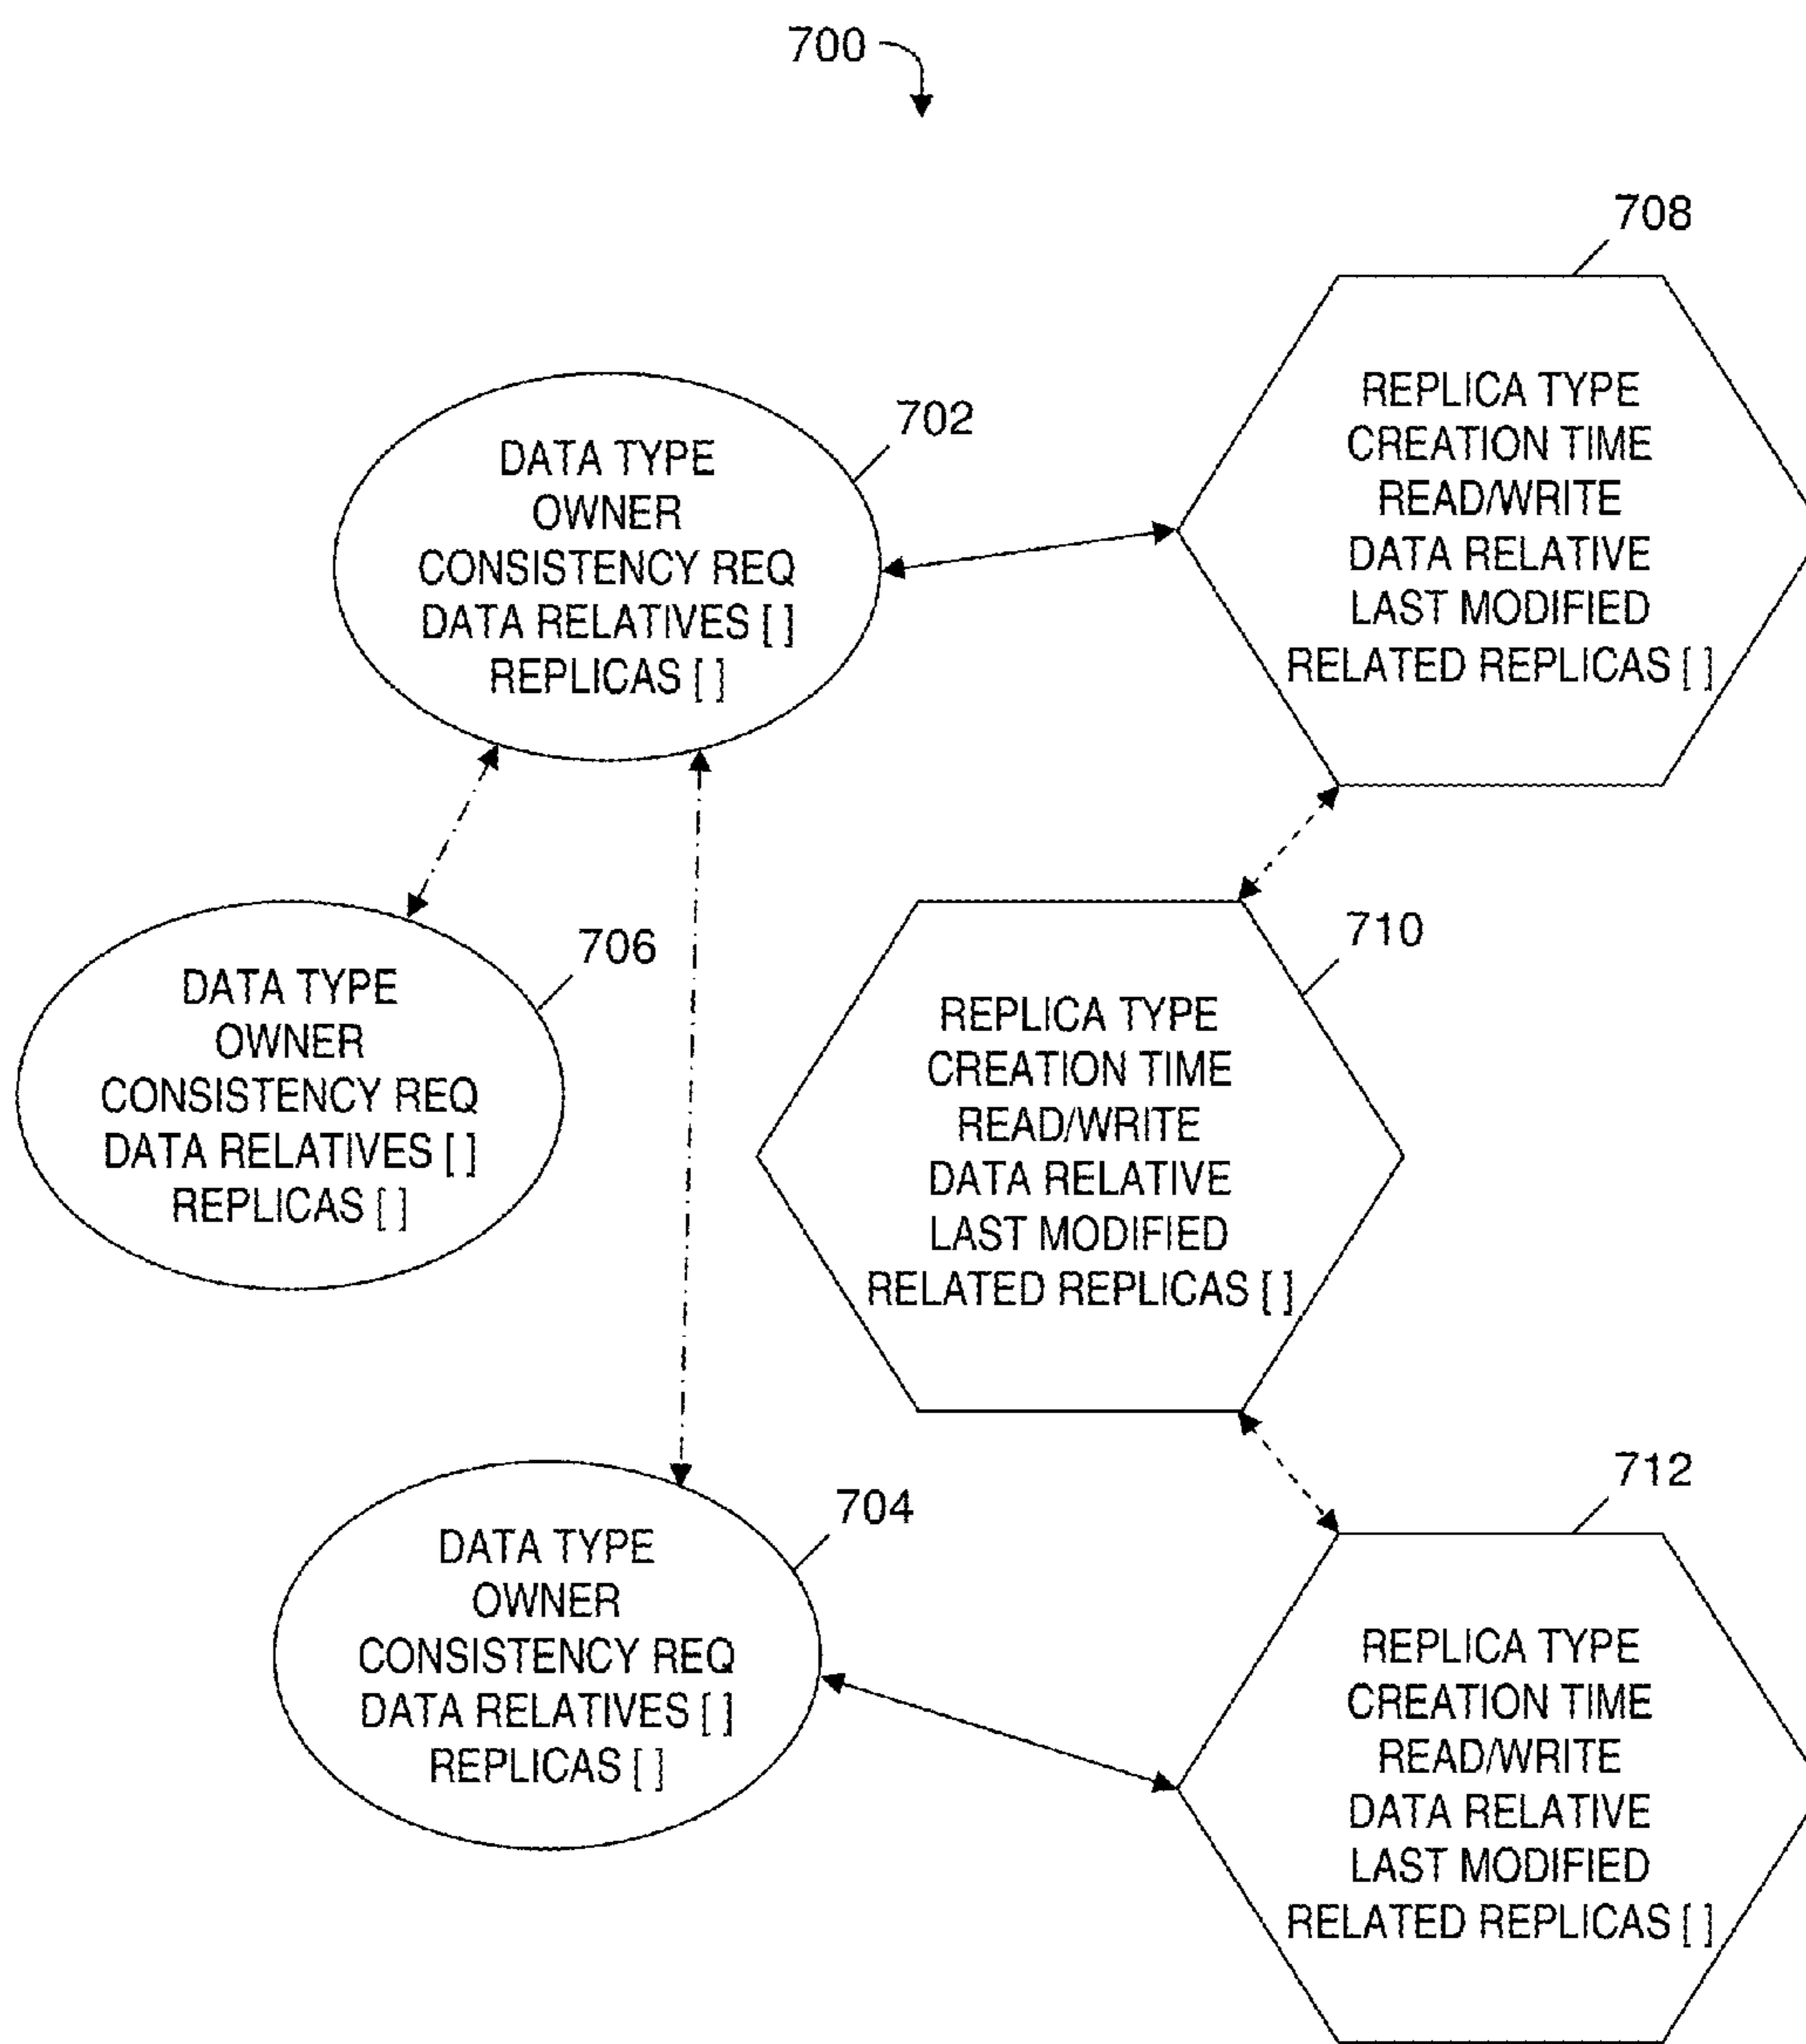 700
708
REPLICA TYPE
CREATION TIME
READ/WRITE
DATA RELATIVE
LAST MODIFIED
RELATED REPLICAS [ ]
702
DATA TYPE
OWNER
CONSISTENCY REQ
DATA RELATIVES [ ]
REPLICAS [ ]
706
DATA TYPE
OWNER
CONSISTENCY REQ
DATA RELATIVES [ ]
REPLICAS [ ]
710
REPLICA TYPE
CREATION TIME
READ/WRITE
DATA RELATIVE
LAST MODIFIED
RELATED REPLICAS [ ]
704
DATA TYPE
OWNER
CONSISTENCY REQ
DATA RELATIVES [ ]
REPLICAS [ ]
712
REPLICA TYPE
CREATION TIME
READ/WRITE
DATA RELATIVE
LAST MODIFIED
RELATED REPLICAS [ ]